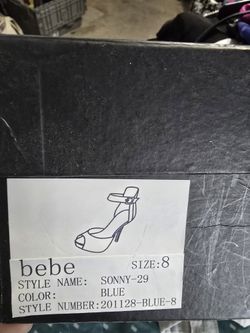 bebe SIZE:8
STYLE NAME: SONNY-29
COLOR: BLUE
STYLE NUMBER:201128-BLUE-8